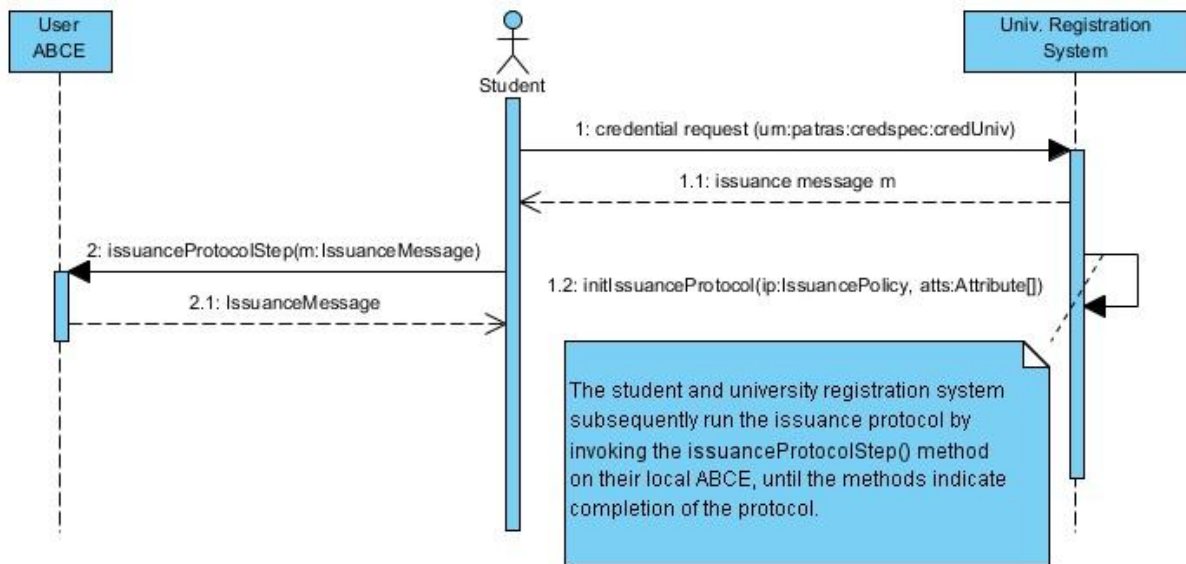 User
ABCE
Student
Univ. Registration
System
1: credential request (urn:patras:credspec:credUniv)
1.1: issuance message m
2: issuanceProtocolStep(m:IssuanceMessage)
1.2: initIssuanceProtocol(ip:IssuancePolicy, atts:Attribute[])
2.1: IssuanceMessage
The student and university registration system
subsequently run the issuance protocol by
invoking the issuanceProtocolStep() method
on their local ABCE, until the methods indicate
completion of the protocol.